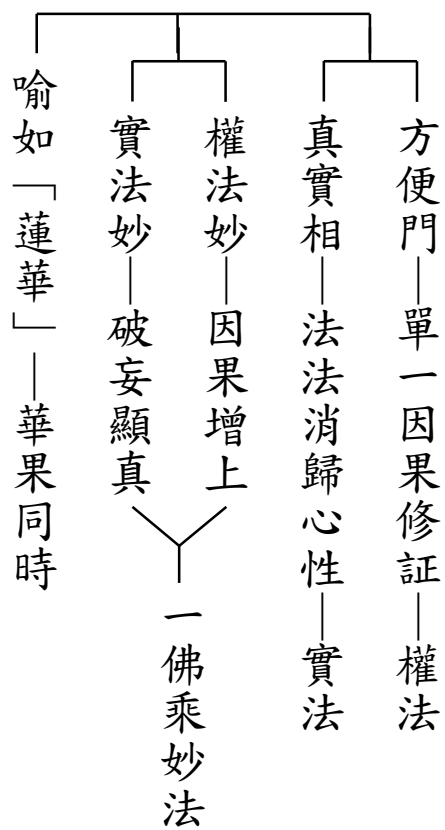 方便門—單一因果修証—權法
真實相—法法消歸心性—實法
權法妙—因果增上
實法妙—破妄顯真
一佛乘妙法
喻如「蓮華」—華果同時